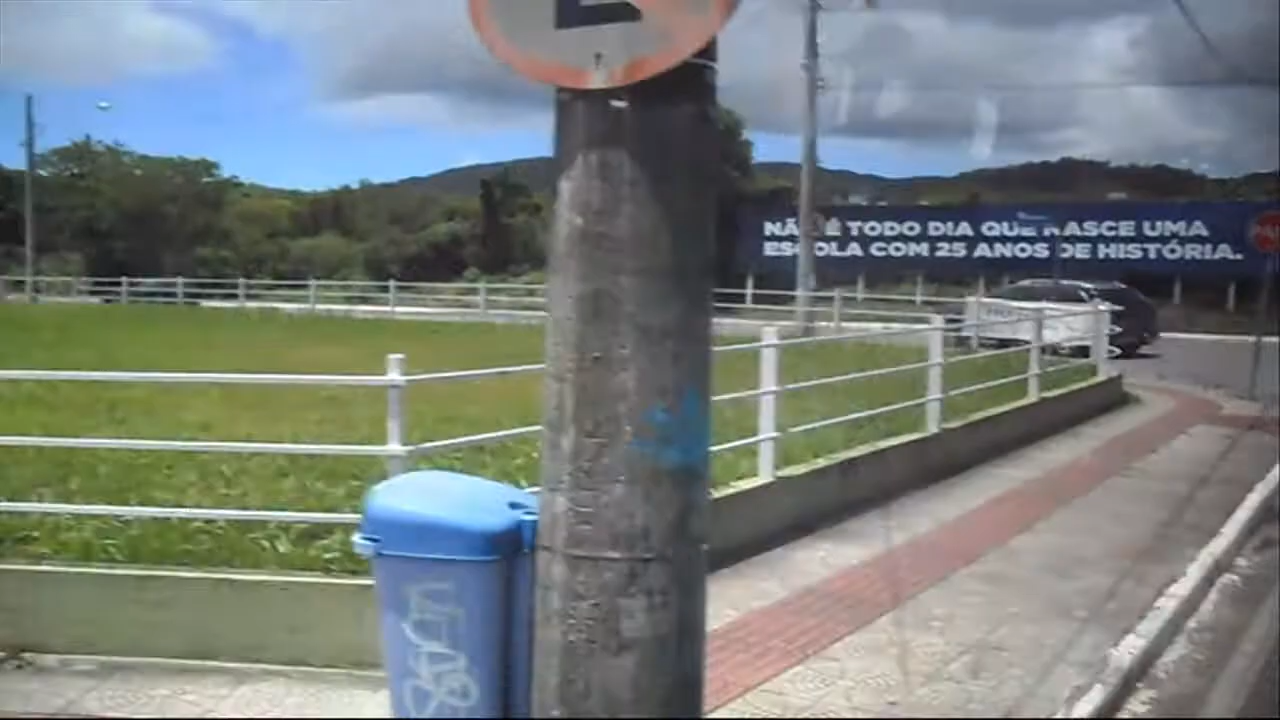 E
NÃO É TODO DIA QUE NASCE UMA
ESCOLA COM 25 ANOS DE HISTÓRIA.